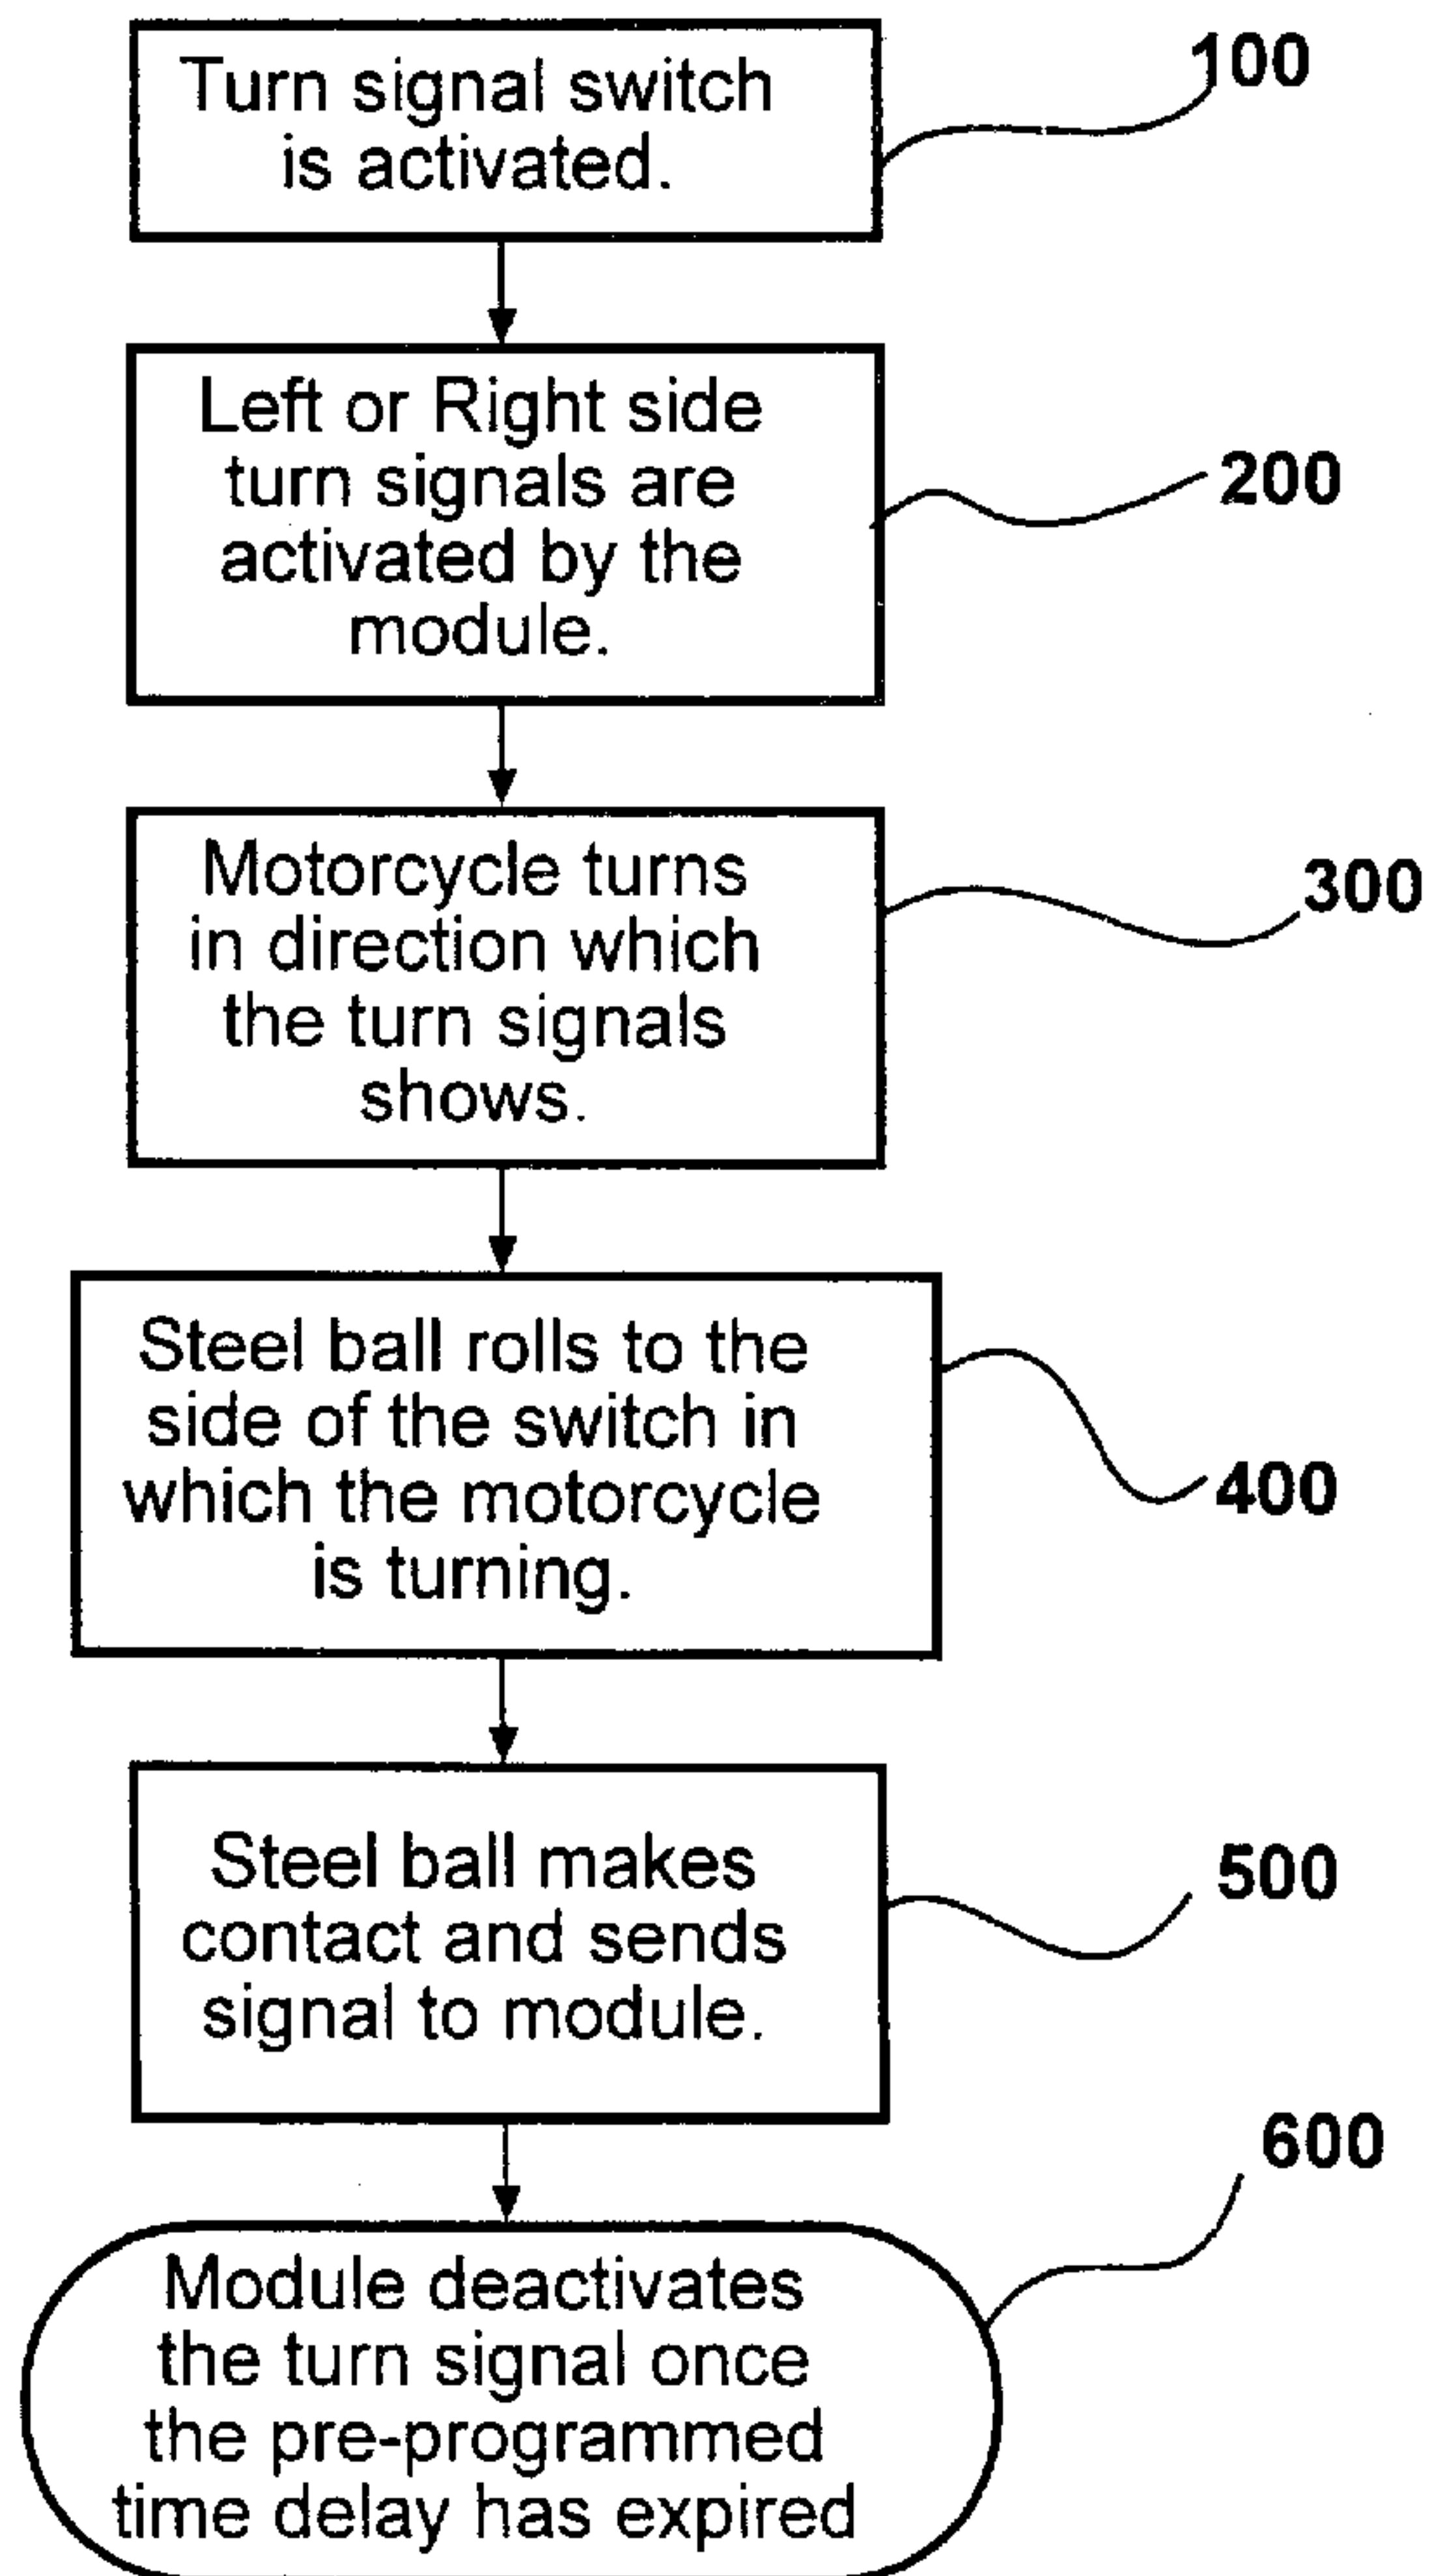 Turn signal switch
is activated.
100
Left or Right side
turn signals are
activated by the
module.
200
Motorcycle turns
in direction which
the turn signals
shows.
300
Steel ball rolls to the
side of the switch in
which the motorcycle
is turning.
400
Steel ball makes
contact and sends
signal to module.
500
Module deactivates
the turn signal once
the pre-programmed
time delay has expired
600